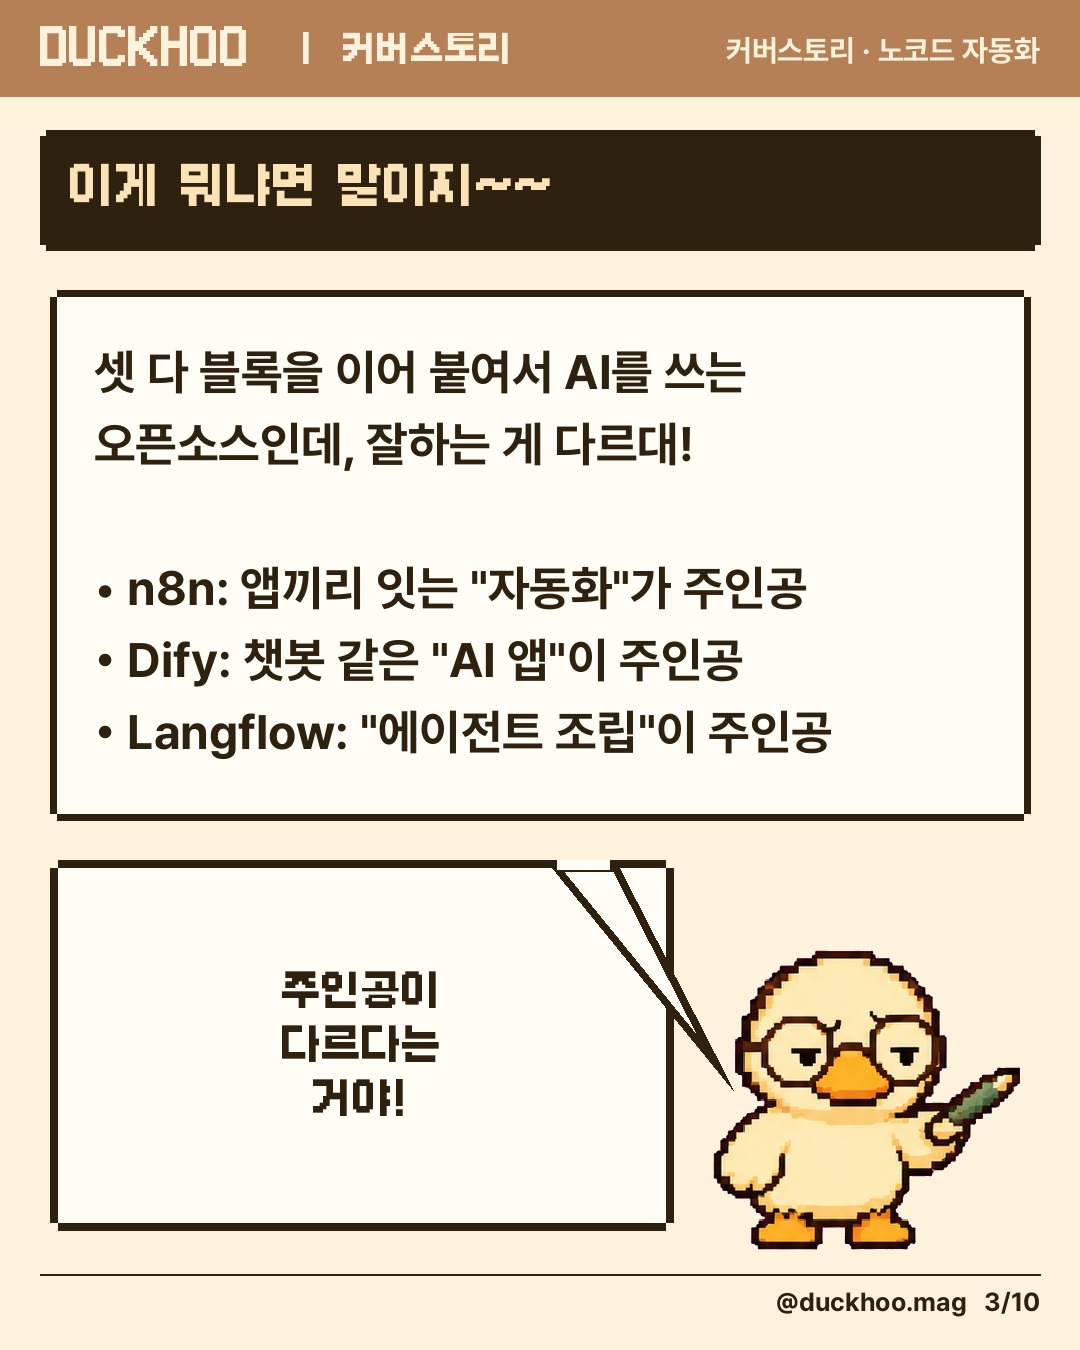 DUCKHOO | 커버스토리
커버스토리 · 노코드 자동화
이게 뭐냐면 말이지~~
셋 다 블록을 이어 붙여서 AI를 쓰는
오픈소스인데, 잘하는 게 다르대!
• n8n: 앱끼리 잇는 "자동화"가 주인공
• Dify: 챗봇 같은 "AI 앱"이 주인공
• Langflow: "에이전트 조립"이 주인공
주인공이
다르다는
거야!
@duckhoo.mag 3/10